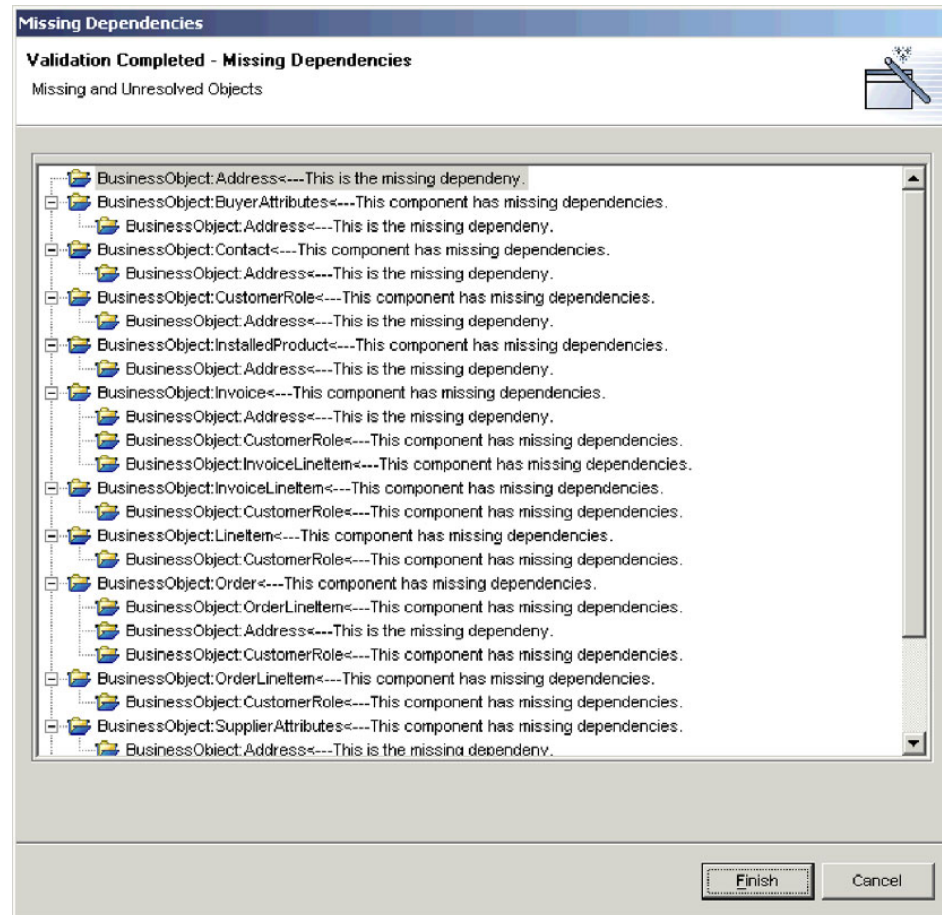 Missing Dependencies
Validation Completed - Missing Dependencies
Missing and Unresolved Objects
BusinessObject:Address<---This is the missing dependeny.
BusinessObject:BuyerAttributes<---This component has missing dependencies.
BusinessObject:Address<---This is the missing dependeny.
BusinessObject:Contact<---This component has missing dependencies.
BusinessObject:Address<---This is the missing dependeny.
BusinessObject:CustomerRole<---This component has missing dependencies.
BusinessObject:Address<---This is the missing dependeny.
BusinessObject:InstalledProduct<---This component has missing dependencies.
BusinessObject:Address<---This is the missing dependeny.
BusinessObject:Invoice<---This component has missing dependencies.
BusinessObject:Address<---This is the missing dependeny.
BusinessObject:CustomerRole<---This component has missing dependencies.
BusinessObject:InvoiceLineItem<---This component has missing dependencies.
BusinessObject:InvoiceLineItem<---This component has missing dependencies.
BusinessObject:CustomerRole<---This component has missing dependencies.
BusinessObject:LineItem<---This component has missing dependencies.
BusinessObject:CustomerRole<---This component has missing dependencies.
BusinessObject:Order<---This component has missing dependencies.
BusinessObject:OrderLineItem<---This component has missing dependencies.
BusinessObject:Address<---This is the missing dependeny.
BusinessObject:CustomerRole<---This component has missing dependencies.
BusinessObject:OrderLineItem<---This component has missing dependencies.
BusinessObject:CustomerRole<---This component has missing dependencies.
BusinessObject:SupplierAttributes<---This component has missing dependencies.
BusinessObject:Address<---This is the missing dependeny.
Finish Cancel